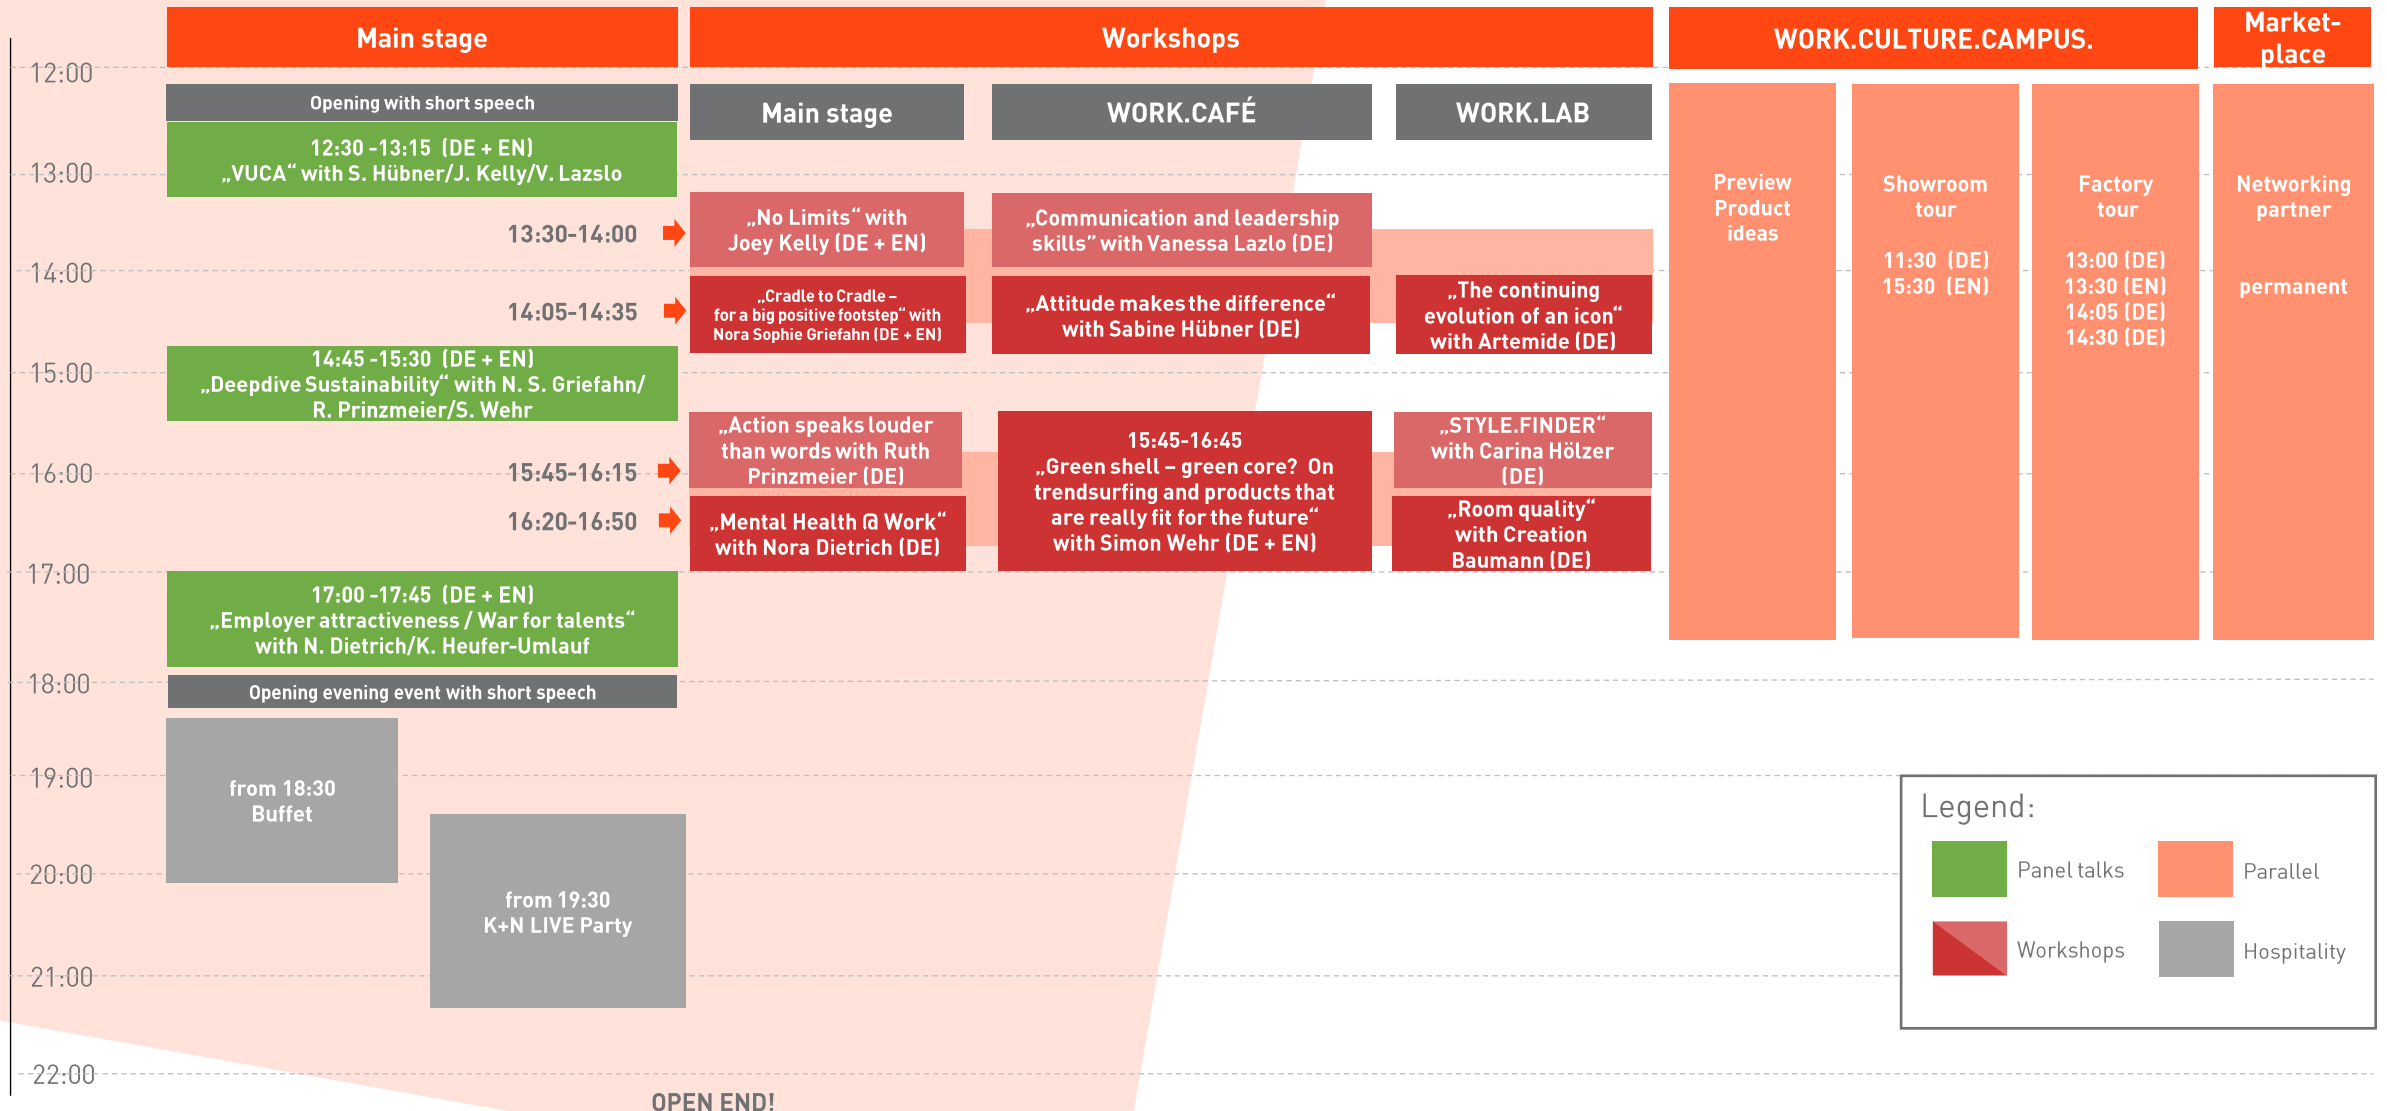 Main stage
Workshops
WORK.CULTURE.CAMPUS.
Market-
place
12:00
13:00
14:00
15:00
16:00
17:00
18:00
19:00
20:00
21:00
22:00
Opening with short speech
12:30 -13:15 (DE + EN)
„VUCA“ with S. Hübner/J. Kelly/V. Lazslo
13:30-14:00
14:05-14:35
14:45 -15:30 (DE + EN)
„Deepdive Sustainability“ with N. S. Griefahn/
R. Prinzmeier/S. Wehr
15:45-16:15
16:20-16:50
17:00 -17:45 (DE + EN)
„Employer attractiveness / War for talents“
with N. Dietrich/K. Heufer-Umlauf
Opening evening event with short speech
from 18:30
Buffet
from 19:30
K+N LIVE Party
OPEN END!
Main stage
„No Limits“ with
Joey Kelly (DE + EN)
„Cradle to Cradle –
for a big positive footstep“ with
Nora Sophie Griefahn (DE + EN)
„Action speaks louder
than words with Ruth
Prinzmeier (DE)
„Mental Health @ Work“
with Nora Dietrich (DE)
WORK.CAFÉ
„Communication and leadership
skills” with Vanessa Lazlo (DE)
„Attitude makes the difference“
with Sabine Hübner (DE)
15:45-16:45
„Green shell – green core? On
trendsurfing and products that
are really fit for the future“
with Simon Wehr (DE + EN)
WORK.LAB
„The continuing
evolution of an icon“
with Artemide (DE)
„STYLE.FINDER“
with Carina Hölzer
(DE)
„Room quality“
with Creation
Baumann (DE)
Preview
Product
ideas
Showroom
tour
11:30 (DE)
15:30 (EN)
Factory
tour
13:00 (DE)
13:30 (EN)
14:05 (DE)
14:30 (DE)
Networking
partner
permanent
Legend:
Panel talks
Parallel
Workshops
Hospitality